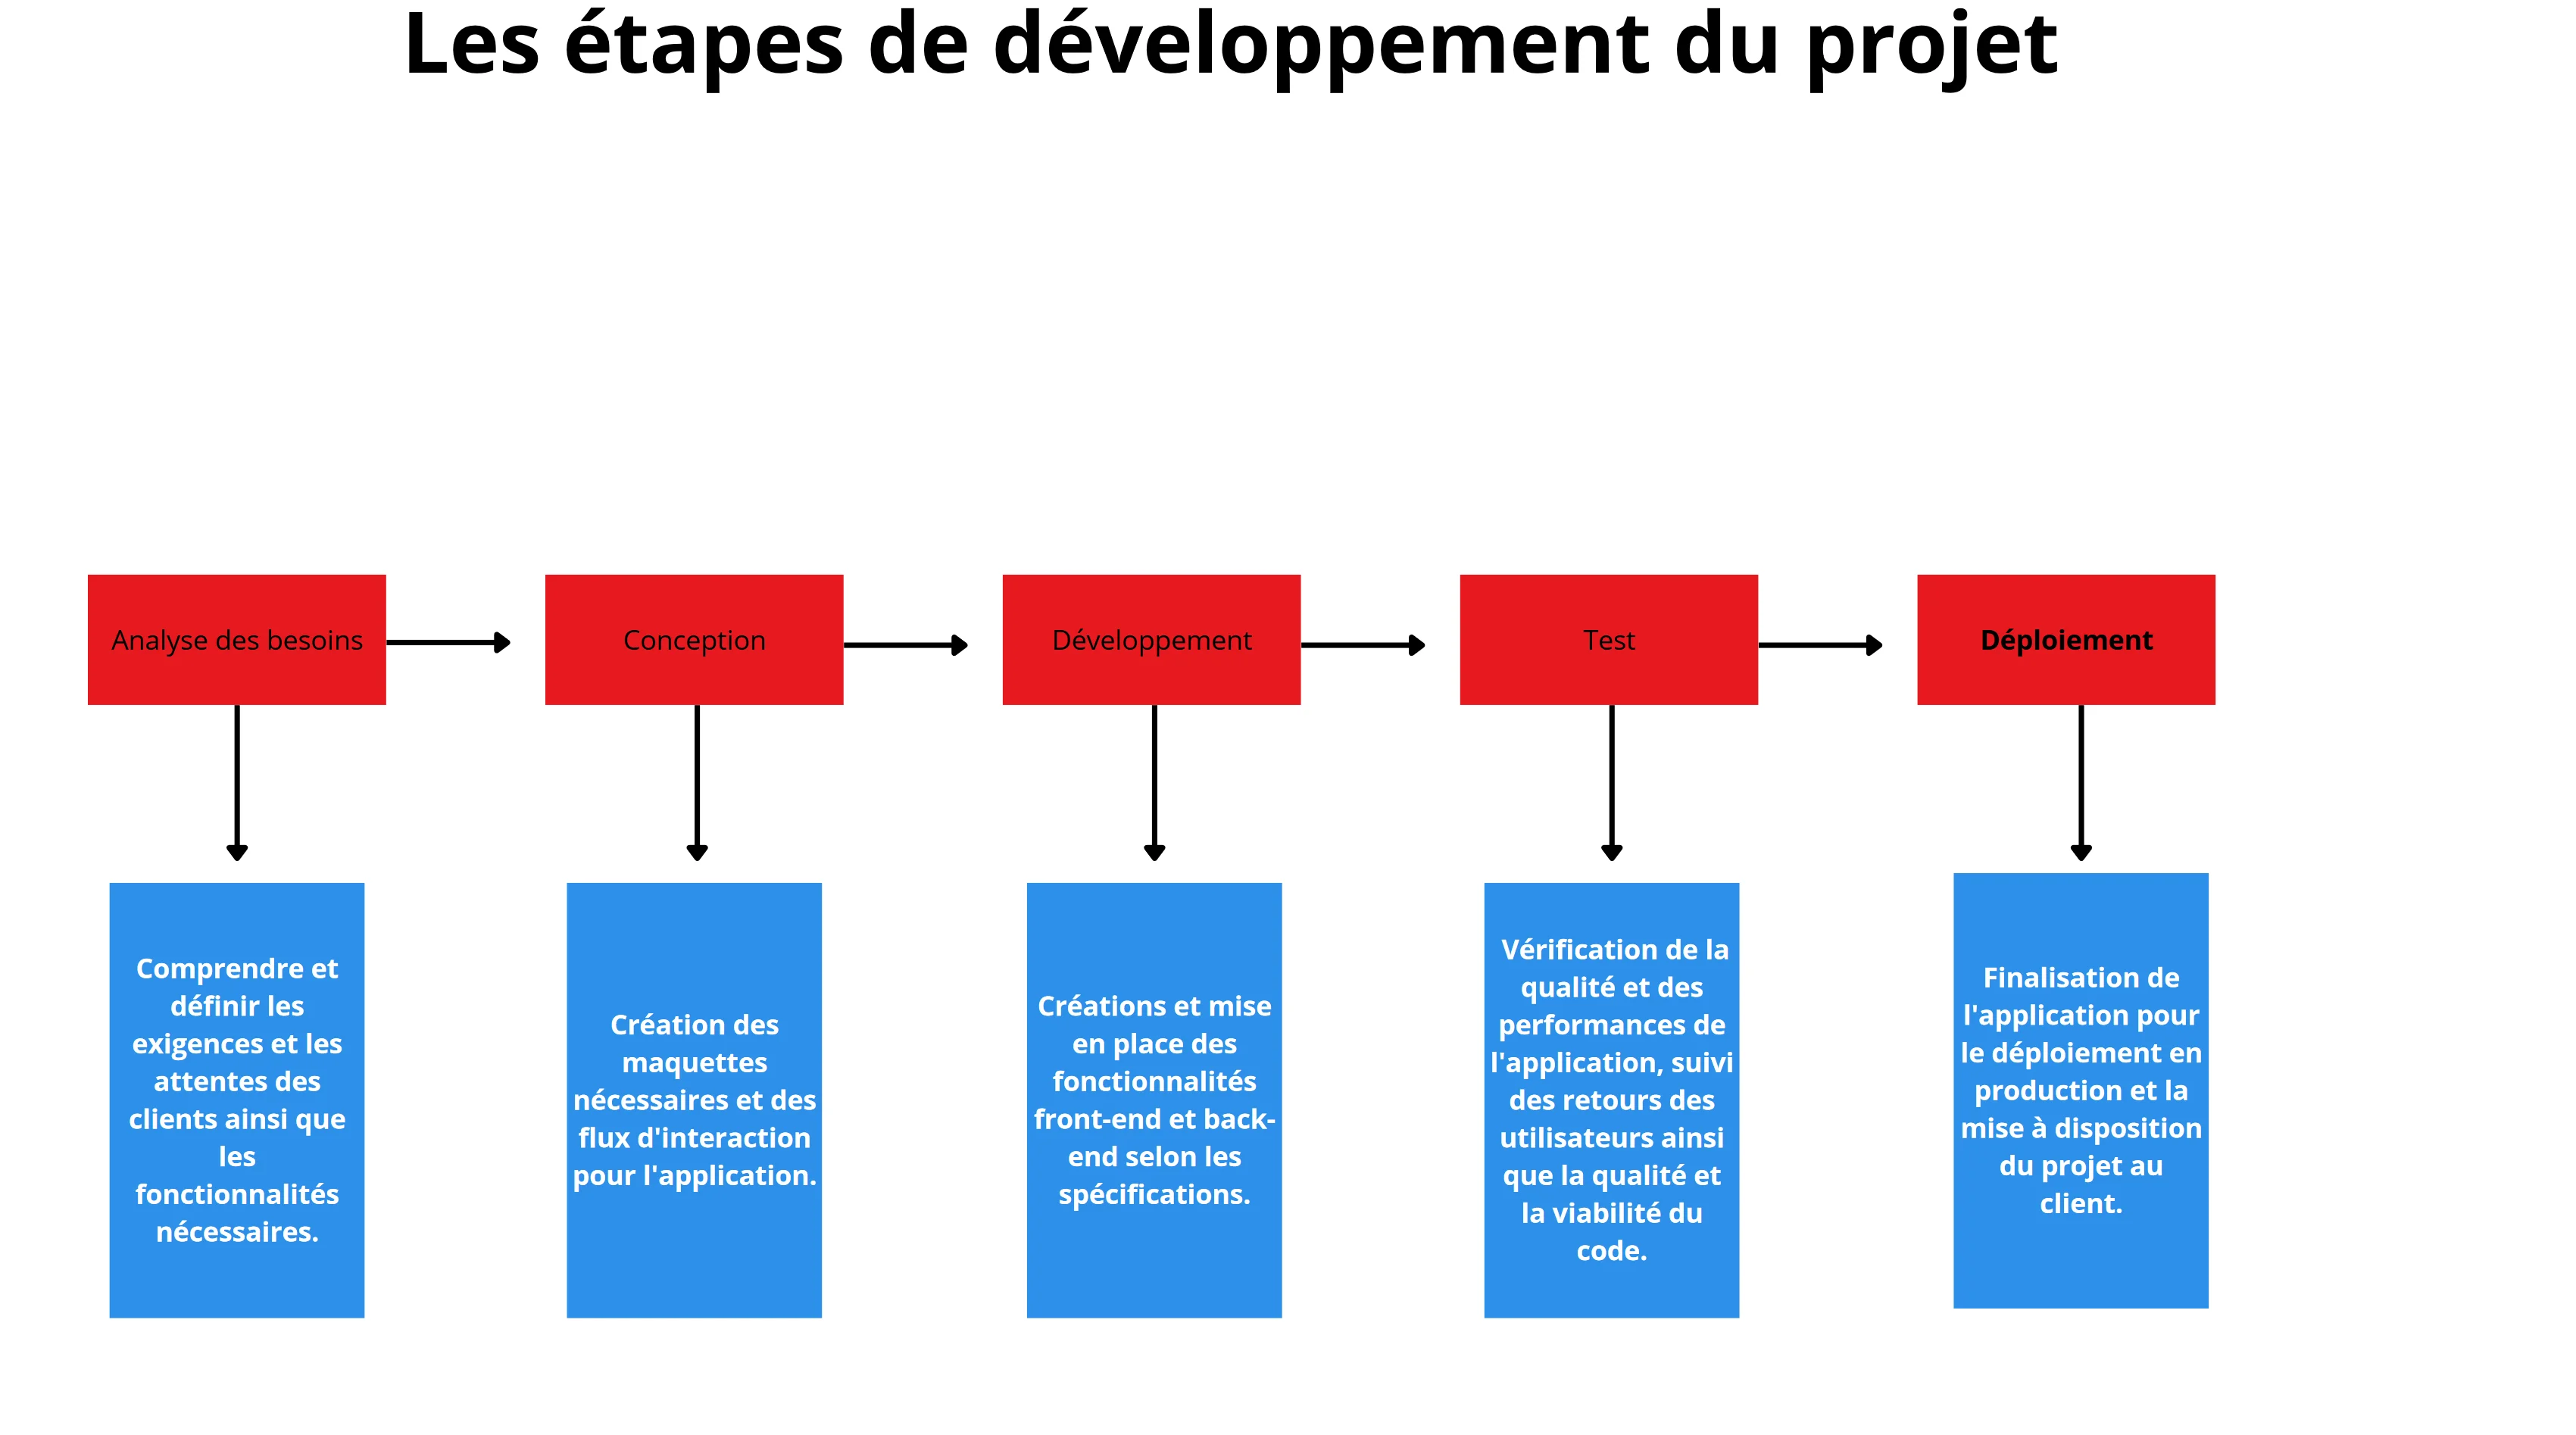 Les étapes de développement du projet
Analyse des besoins
Conception
Développement
Test
Déploiement
Comprendre et
définir les
exigences et les
attentes des
clients ainsi que
les
fonctionnalités
nécessaires.
Création des
maquettes
nécessaires et des
flux d'interaction
pour l'application.
Créations et mise
en place des
fonctionnalités
front-end et back-
end selon les
spécifications.
Vérification de la
qualité et des
performances de
l'application, suivi
des retours des
utilisateurs ainsi
que la qualité et
la viabilité du
code.
Finalisation de
l'application pour
le déploiement en
production et la
mise à disposition
du projet au
client.